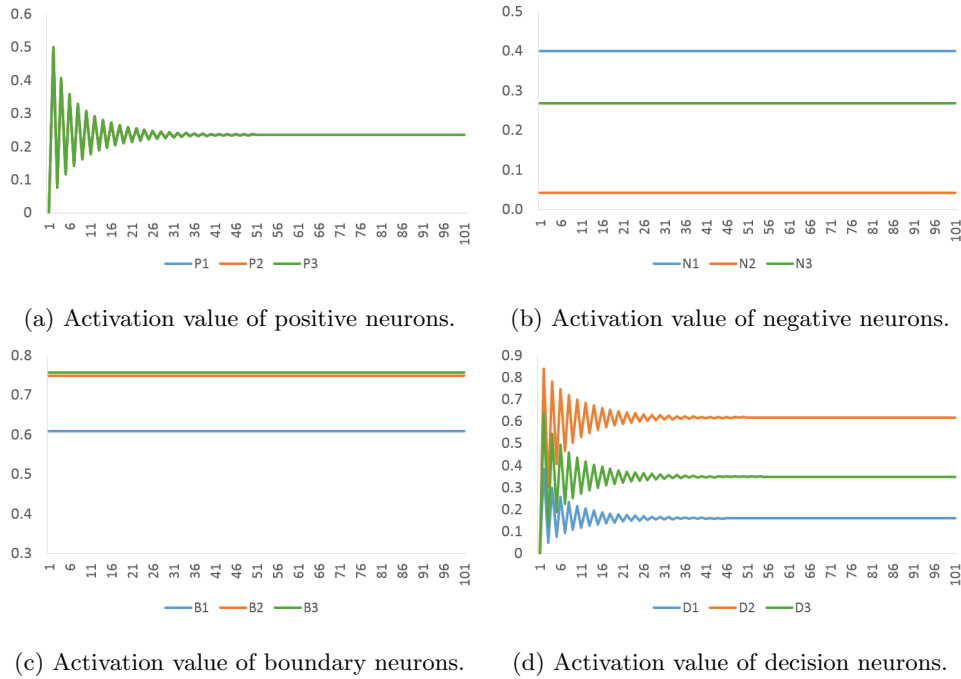 0.6
0.5
0.4
0.3
0.2
0.1
0
1 6 11 16 21 26 31 36 41 46 51 56 61 66 71 76 81 86 91 96 101
P1 P2 P3
(a) Activation value of positive neurons.
0.5
0.4
0.3
0.2
0.1
0.0
1 6 11 16 21 26 31 36 41 46 51 56 61 66 71 76 81 86 91 96 101
N1 N2 N3
(b) Activation value of negative neurons.
0.8
0.7
0.6
0.5
0.4
0.3
1 6 11 16 21 26 31 36 41 46 51 56 61 66 71 76 81 86 91 96 101
B1 B2 B3
(c) Activation value of boundary neurons.
0.9
0.8
0.7
0.6
0.5
0.4
0.3
0.2
0.1
0
1 6 11 16 21 26 31 36 41 46 51 56 61 66 71 76 81 86 91 96 101
D1 D2 D3
(d) Activation value of decision neurons.